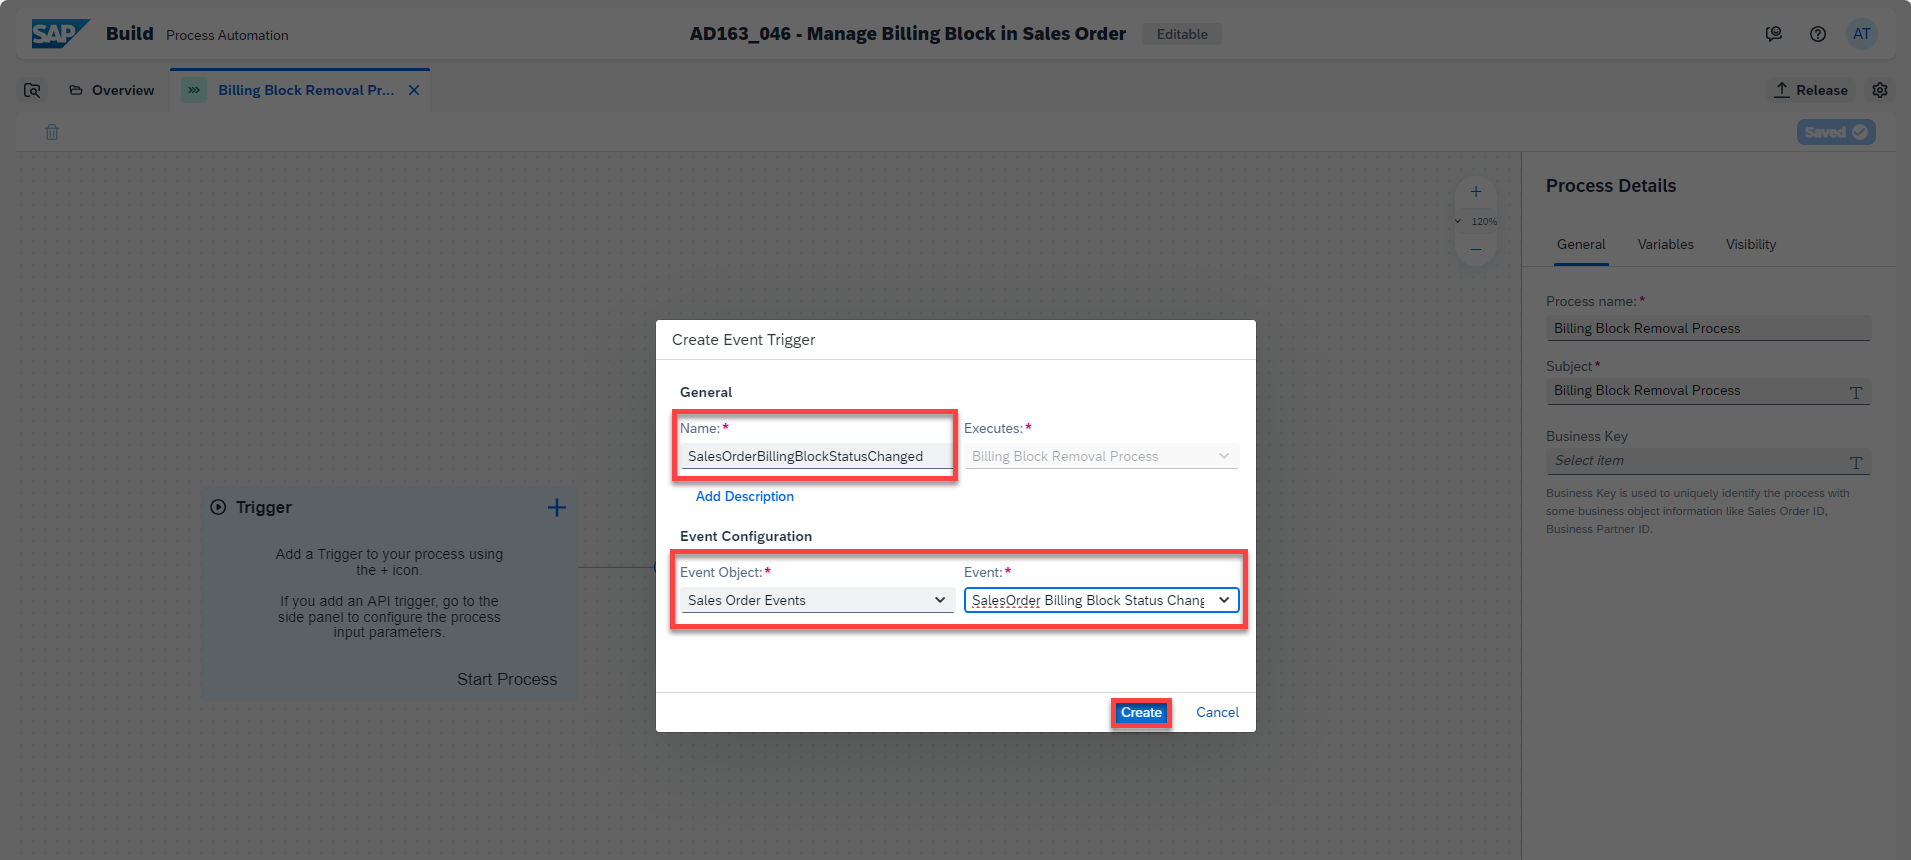 SAP Build Process Automation
AD163_046 - Manage Billing Block in Sales Order Editable
AT
Overview
Billing Block Removal Pr...
Release
Saved
120%
Process Details
General Variables Visibility
Process name:*
Billing Block Removal Process
Subject*
Billing Block Removal Process
Business Key
Select item
Business Key is used to uniquely identify the process with
some business object information like Sales Order ID,
Business Partner ID.
Trigger
Add a Trigger to your process using
the + icon.
If you add an API trigger, go to the
side panel to configure the process
input parameters.
Start Process
Create Event Trigger
General
Name:* Executes:*
SalesOrderBillingBlockStatusChanged Billing Block Removal Process
Add Description
Event Configuration
Event Object:* Event:*
Sales Order Events SalesOrder Billing Block Status Chang
Create Cancel